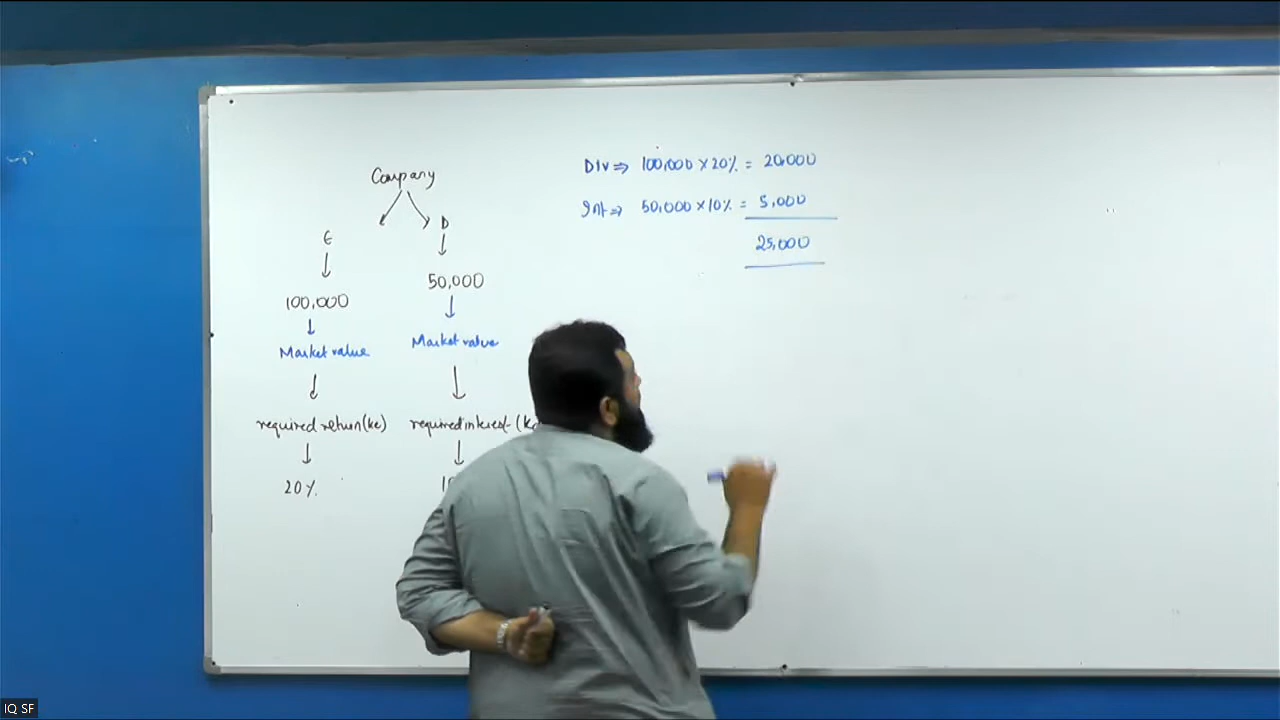 Company
E D
100,000 50,000
Market value Market value
required return (ke) required interest (
20%
DIV ⇒ 100,000 × 20% = 20,000
Int ⇒ 50,000 × 10% = 5,000
25,000
IQ SF